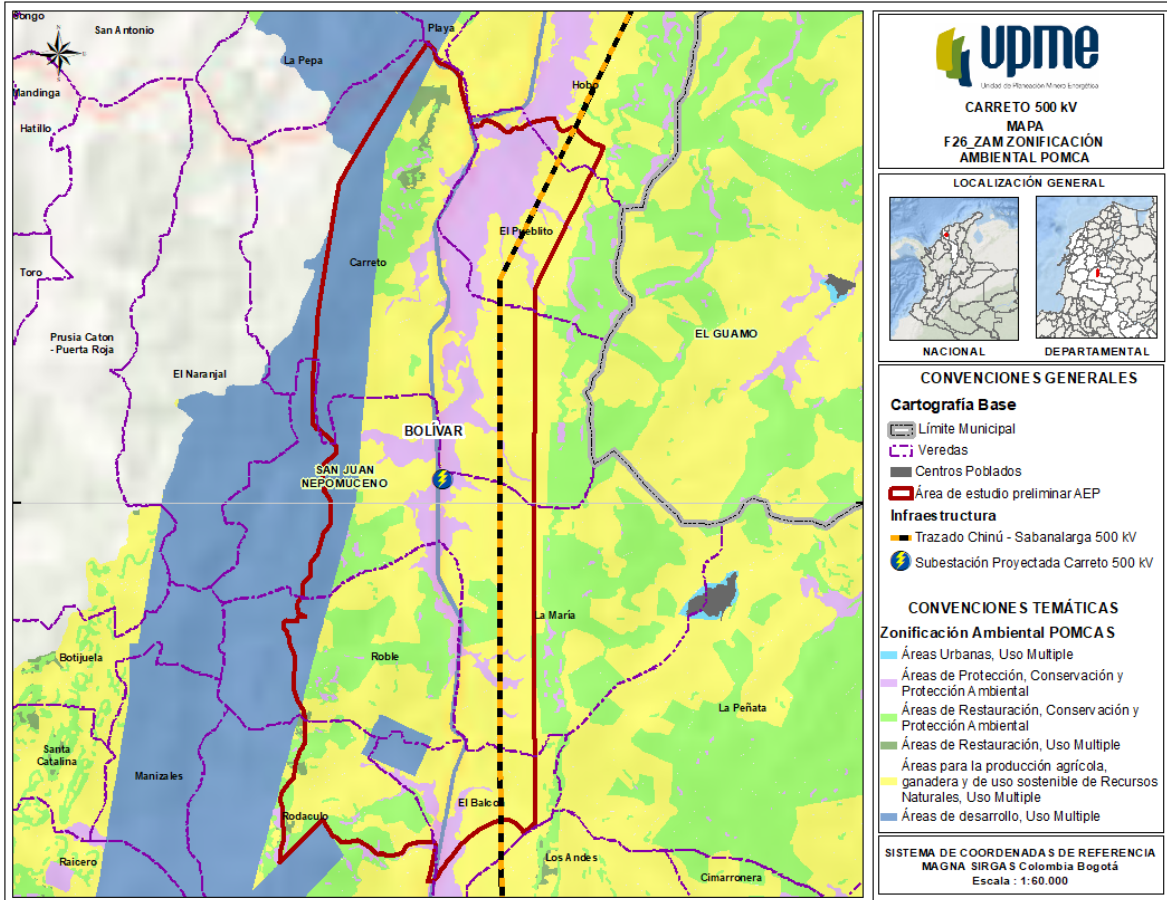 ongo
San Antonio
Playa
La Pepa
Mandinga
Hobo
Hatillo
El Pueblito
Carreto
Toro
EL GUAMO
Prusia Caton
- Puerta Roja
El Naranjal
BOLÍVAR
SAN JUAN
NEPOMUCENO
La María
Botijuela
Roble
La Peñata
Santa
Catalina
Manizales
El Balcon
Rodaculo
Raicero
Los Andes
Cimarronera
upme
Unidad de Planeación Minero Energética
CARRETO 500 kV
MAPA
F26_ZAM ZONIFICACIÓN
AMBIENTAL POMCA
LOCALIZACIÓN GENERAL
NACIONAL
DEPARTAMENTAL
CONVENCIONES GENERALES
Cartografía Base
Límite Municipal
Veredas
Centros Poblados
Área de estudio preliminar AEP
Infraestructura
Trazado Chinú - Sabanalarga 500 kV
Subestación Proyectada Carreto 500 kV
CONVENCIONES TEMÁTICAS
Zonificación Ambiental POMCAS
Áreas Urbanas, Uso Multiple
Áreas de Protección, Conservación y
Protección Ambiental
Áreas de Restauración, Conservación y
Protección Ambiental
Áreas de Restauración, Uso Multiple
Áreas para la producción agrícola,
ganadera y de uso sostenible de Recursos
Naturales, Uso Multiple
Áreas de desarrollo, Uso Multiple
SISTEMA DE COORDENADAS DE REFERENCIA
MAGNA SIRGAS Colombia Bogotá
Escala : 1:60.000